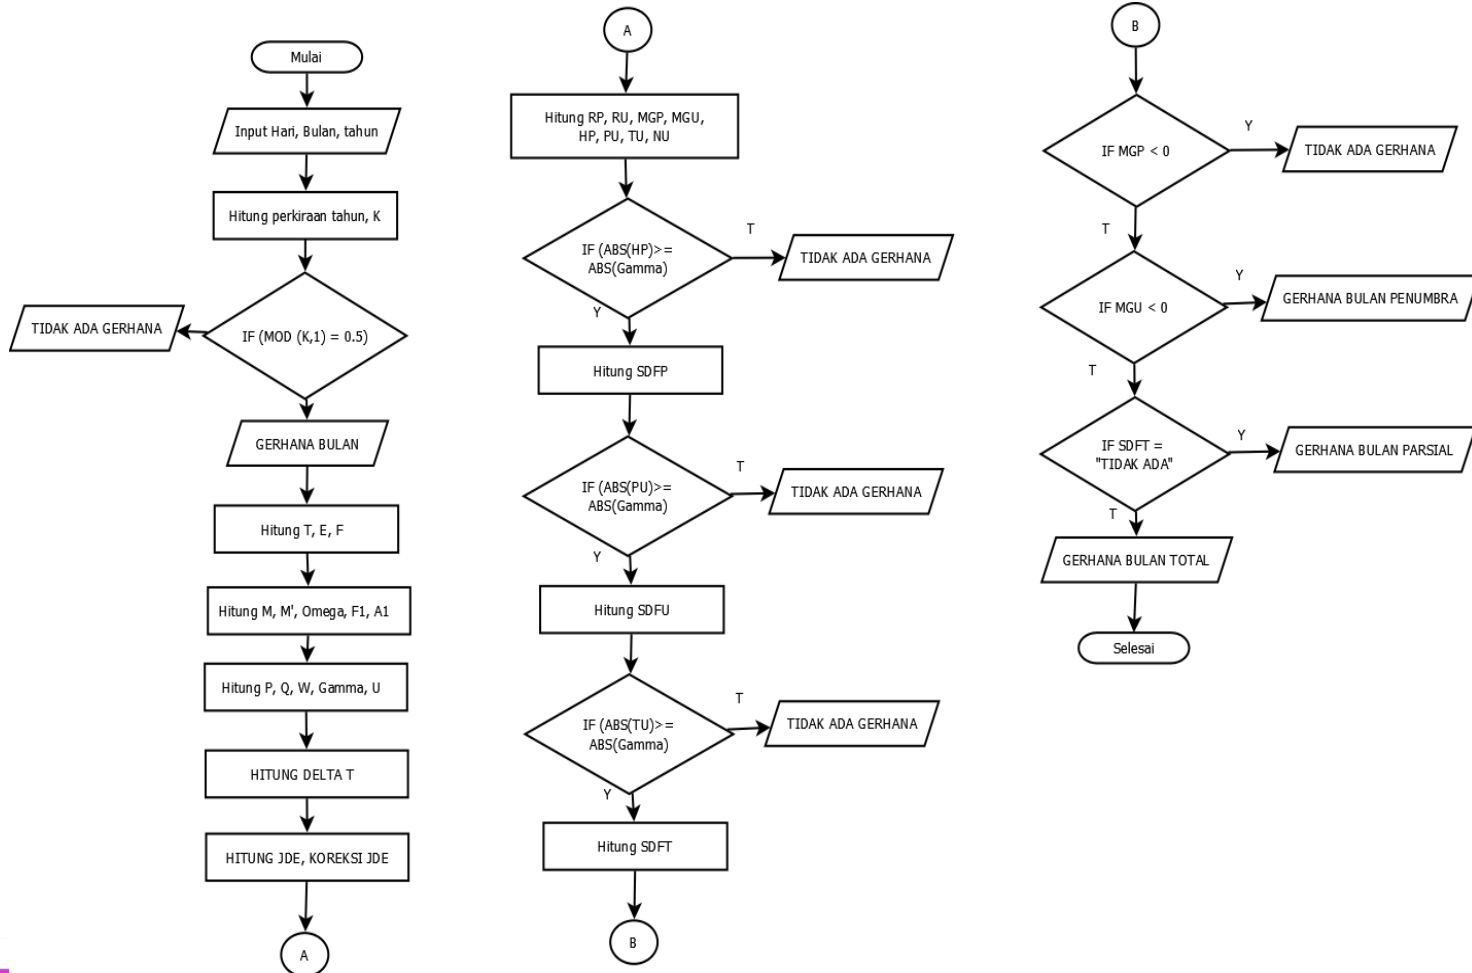 Mulai
Input Hari, Bulan, tahun
Hitung perkiraan tahun, K
IF (MOD (K,1) = 0.5)
TIDAK ADA GERHANA
GERHANA BULAN
Hitung T, E, F
Hitung M, M', Omega, F1, A1
Hitung P, Q, W, Gamma, U
HITUNG DELTA T
HITUNG JDE, KOREKSI JDE
A
A
Hitung RP, RU, MGP, MGU,
HP, PU, TU, NU
IF (ABS(HP)>=
ABS(Gamma)
T
TIDAK ADA GERHANA
Y
Hitung SDFP
IF (ABS(PU)>=
ABS(Gamma)
T
TIDAK ADA GERHANA
Y
Hitung SDFU
IF (ABS(TU)>=
ABS(Gamma)
T
TIDAK ADA GERHANA
Y
Hitung SDFT
B
B
IF MGP < 0
Y
TIDAK ADA GERHANA
T
IF MGU < 0
Y
GERHANA BULAN PENUMBRA
T
IF SDFT =
"TIDAK ADA"
Y
GERHANA BULAN PARSIAL
T
GERHANA BULAN TOTAL
Selesai